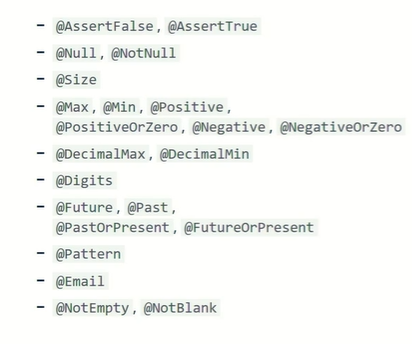 - @AssertFalse, @AssertTrue
- @Null, @NotNull
- @Size
- @Max, @Min, @Positive,
@PositiveOrZero, @Negative, @NegativeOrZero
- @DecimalMax, @DecimalMin
- @Digits
- @Future, @Past,
@PastOrPresent, @FutureOrPresent
- @Pattern
- @Email
- @NotEmpty, @NotBlank